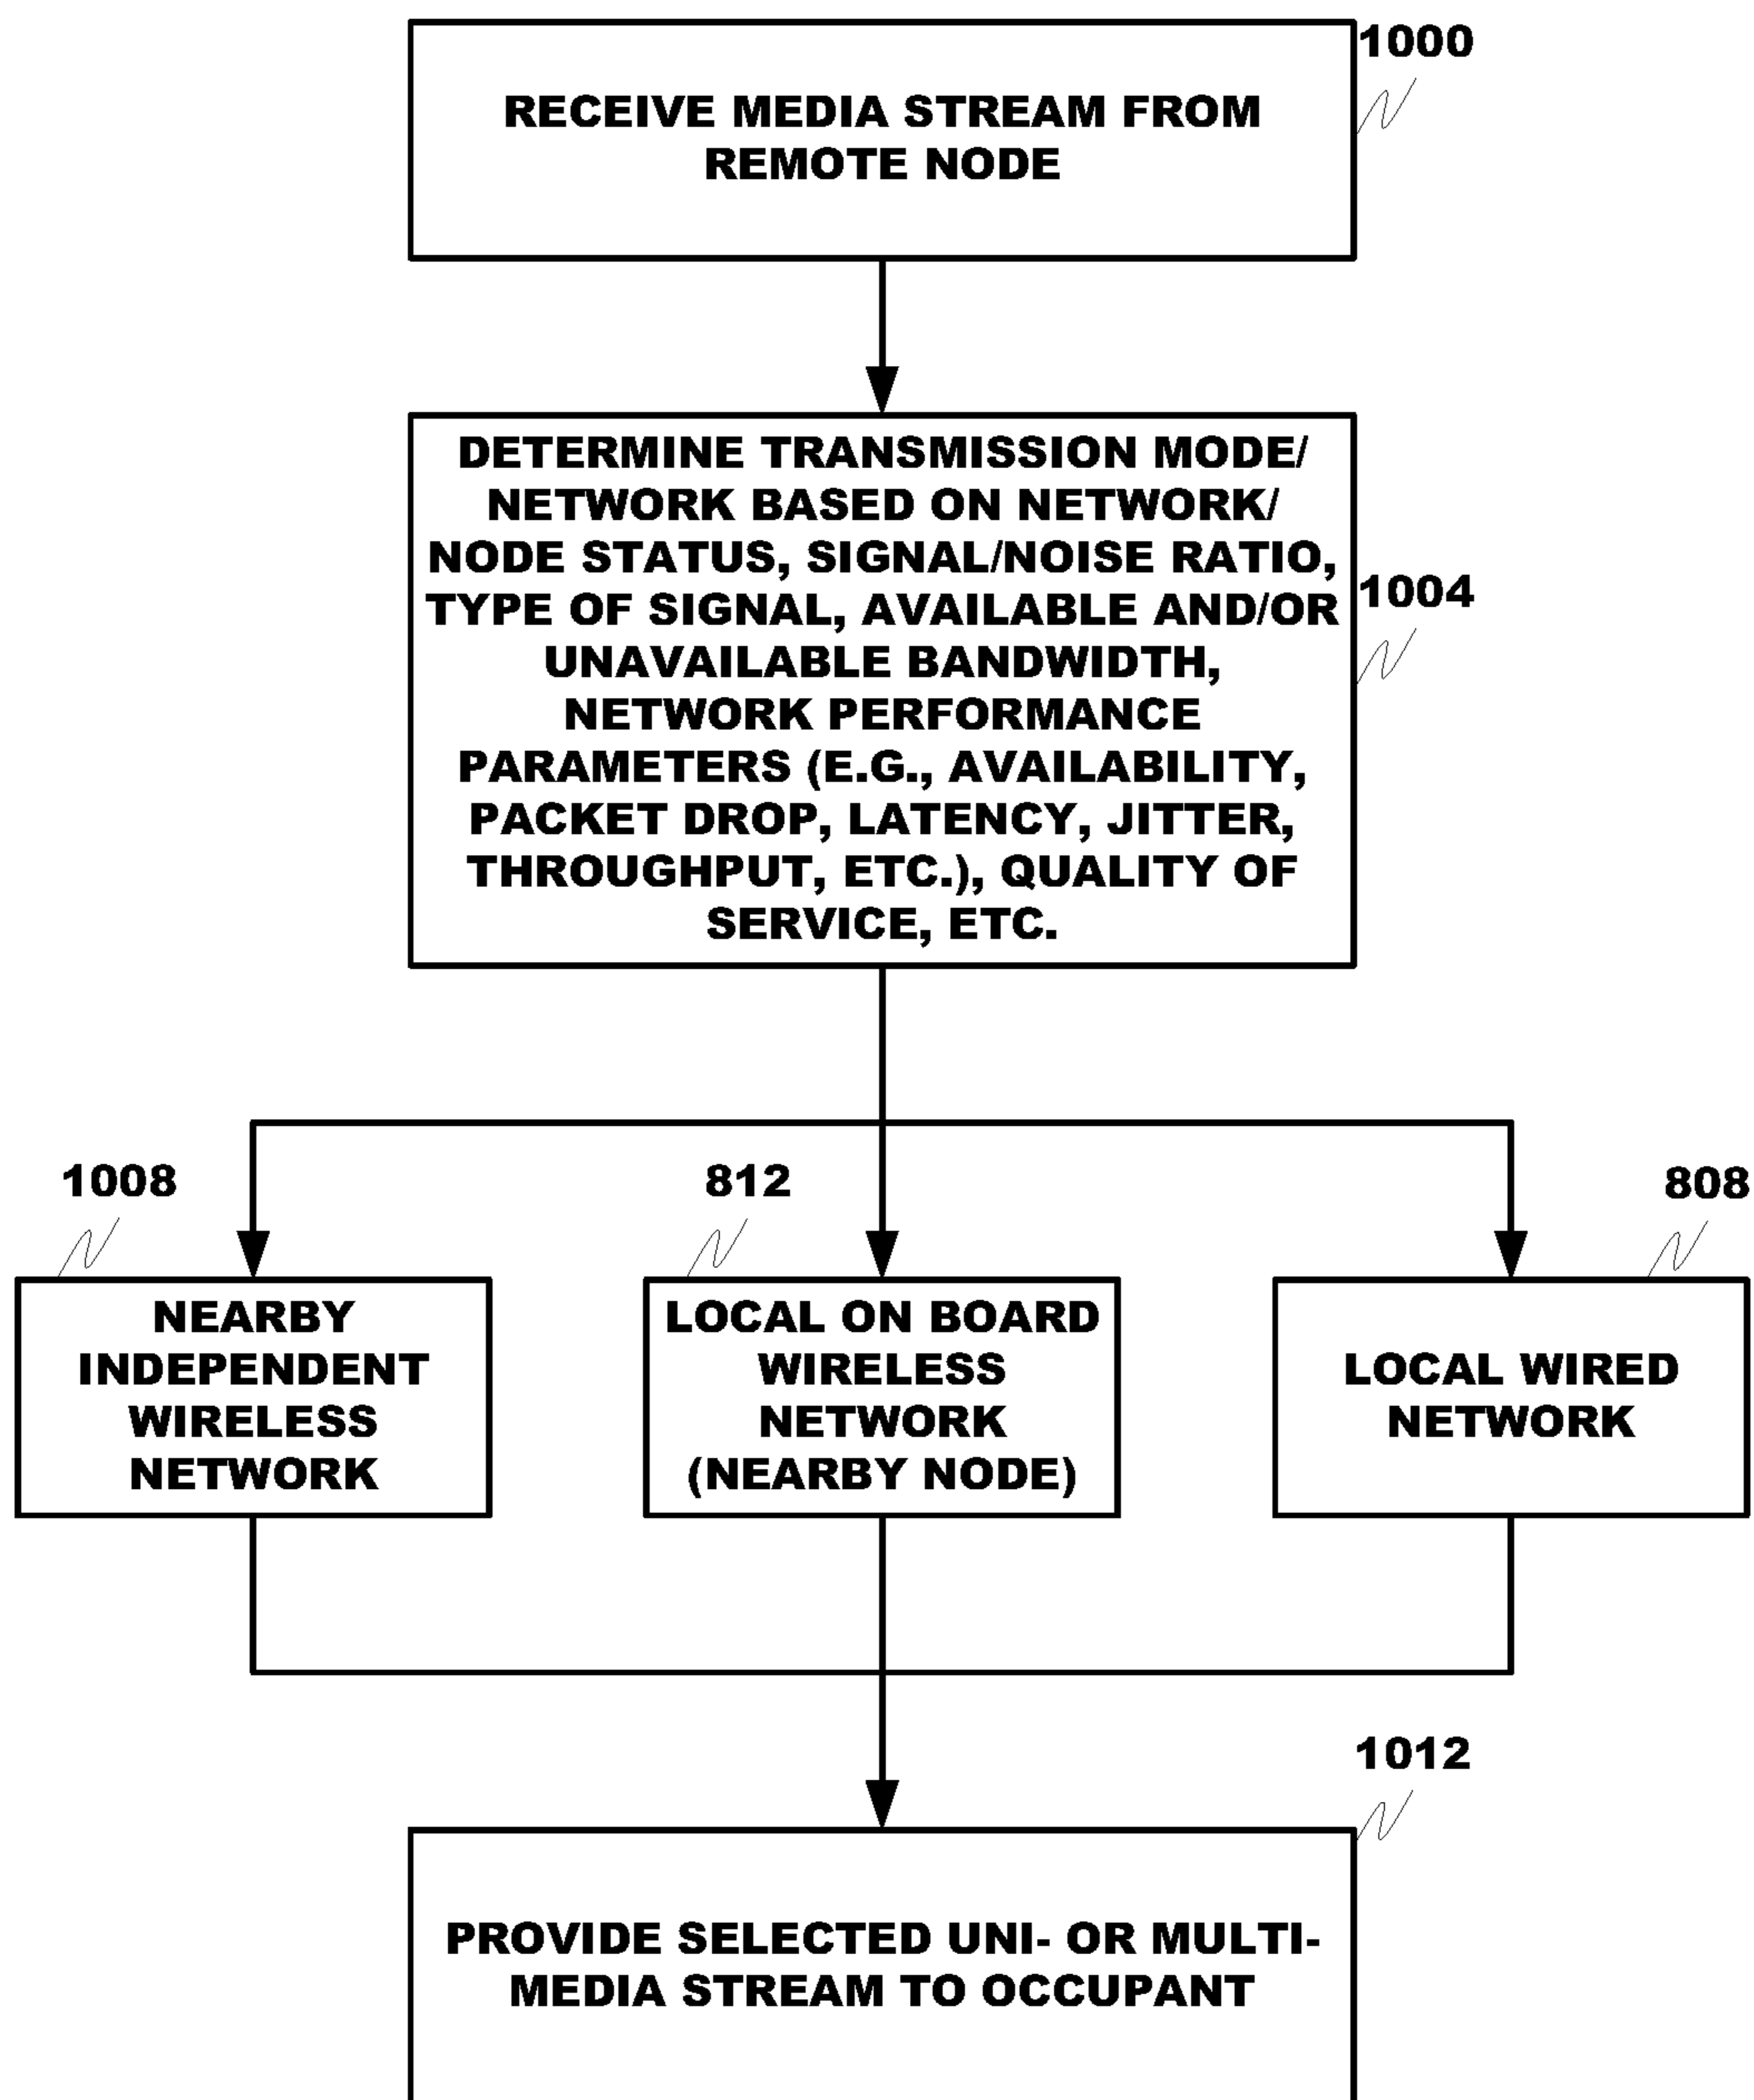 1000
RECEIVE MEDIA STREAM FROM
REMOTE NODE
DETERMINE TRANSMISSION MODE/
NETWORK BASED ON NETWORK/
NODE STATUS, SIGNAL/NOISE RATIO,
TYPE OF SIGNAL, AVAILABLE AND/OR
UNAVAILABLE BANDWIDTH,
NETWORK PERFORMANCE
PARAMETERS (E.G., AVAILABILITY,
PACKET DROP, LATENCY, JITTER,
THROUGHPUT, ETC.), QUALITY OF
SERVICE, ETC.
1004
1008
NEARBY
INDEPENDENT
WIRELESS
NETWORK
812
LOCAL ON BOARD
WIRELESS
NETWORK
(NEARBY NODE)
808
LOCAL WIRED
NETWORK
1012
PROVIDE SELECTED UNI- OR MULTI-
MEDIA STREAM TO OCCUPANT